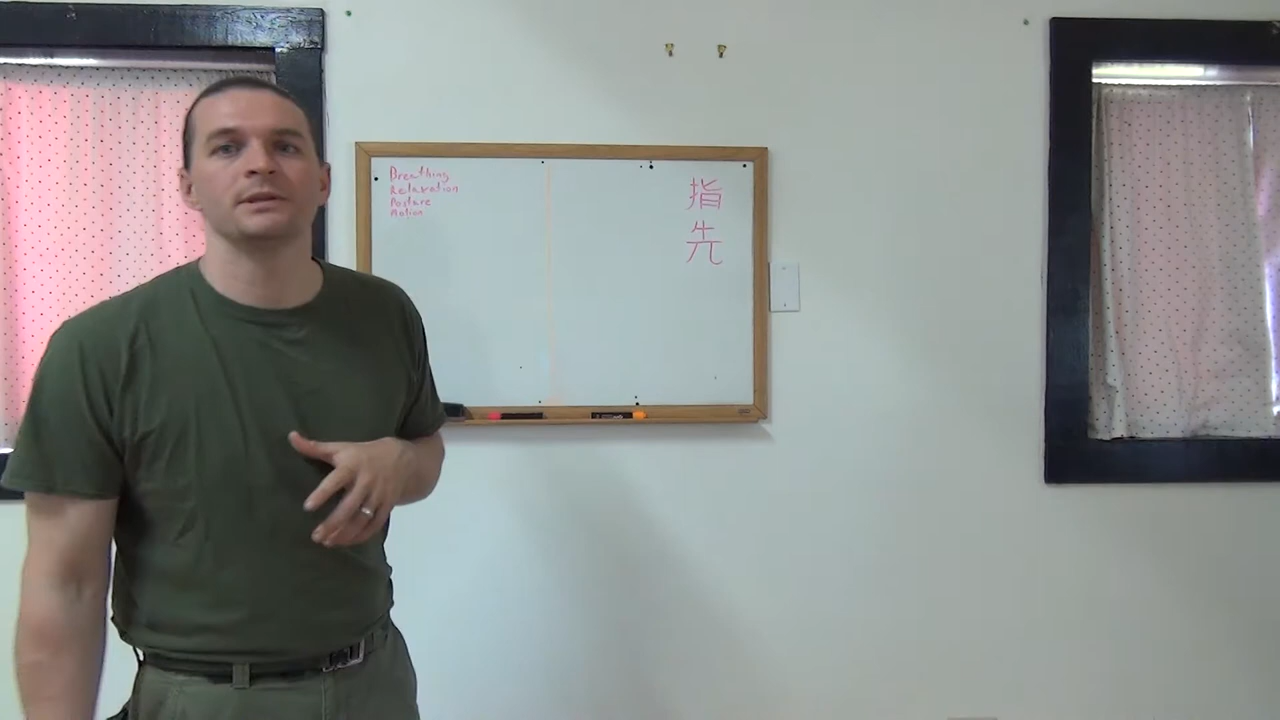 Breathing
Relaxation
Posture
Motion
指先